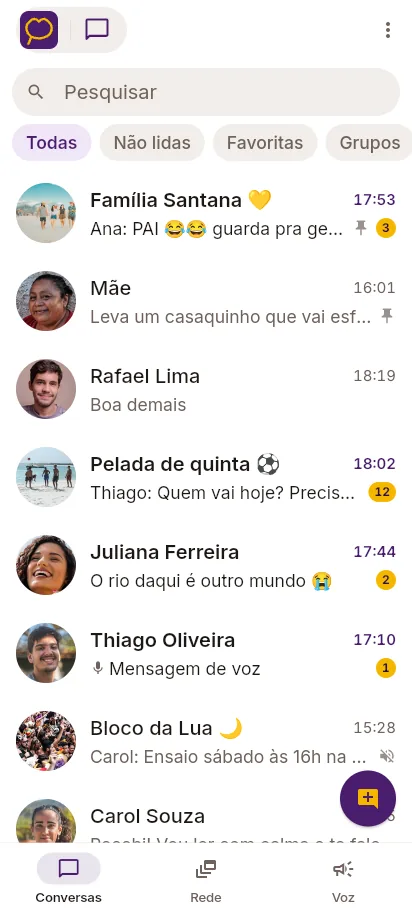 Pesquisar
Todas
Não lidas
Favoritas
Grupos
Família Santana 💛
17:53
Ana: PAI 😂😂 guarda pra ge...
3
Mãe
16:01
Leva um casaquinho que vai esf...
Rafael Lima
18:19
Boa demais
Pelada de quinta ⚽
18:02
Thiago: Quem vai hoje? Precis...
12
Juliana Ferreira
17:44
O rio daqui é outro mundo 😭
2
Thiago Oliveira
17:10
Mensagem de voz
1
Bloco da Lua 🌙
15:28
Carol: Ensaio sábado às 16h na ...
Carol Souza
Conversas
Rede
Voz